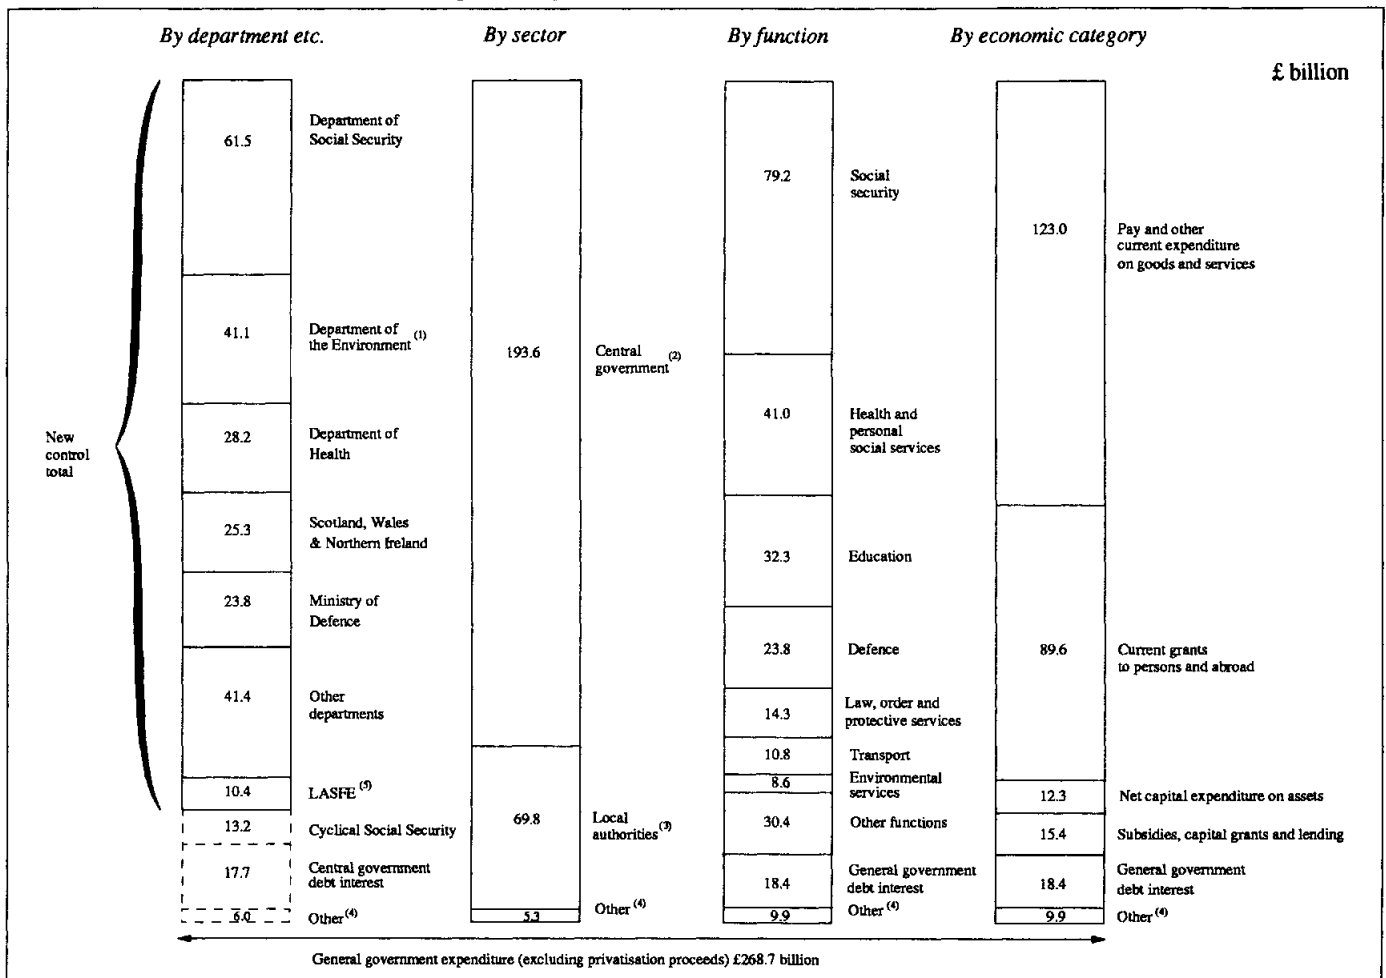 By department etc.
By sector
By function
By economic category
£ billion
New
control
total
61.5
Department of
Social Security
41.1
Department of
the Environment (1)
28.2
Department of
Health
25.3
Scotland, Wales
& Northern Ireland
23.8
Ministry of
Defence
41.4
Other
departments
10.4
LASFE (5)
13.2
Cyclical Social Security
17.7
Central government
debt interest
6.0
Other (4)
193.6
Central
government (2)
69.8
Local
authorities (3)
5.3
Other (4)
79.2
Social
security
41.0
Health and
personal
social services
32.3
Education
23.8
Defence
14.3
Law, order and
protective services
10.8
Transport
8.6
Environmental
services
30.4
Other functions
18.4
General government
debt interest
9.9
Other (4)
123.0
Pay and other
current expenditure
on goods and services
89.6
Current grants
to persons and abroad
12.3
Net capital expenditure on assets
15.4
Subsidies, capital grants and lending
18.4
General government
debt interest
9.9
Other (4)
General government expenditure (excluding privatisation proceeds) £268.7 billion